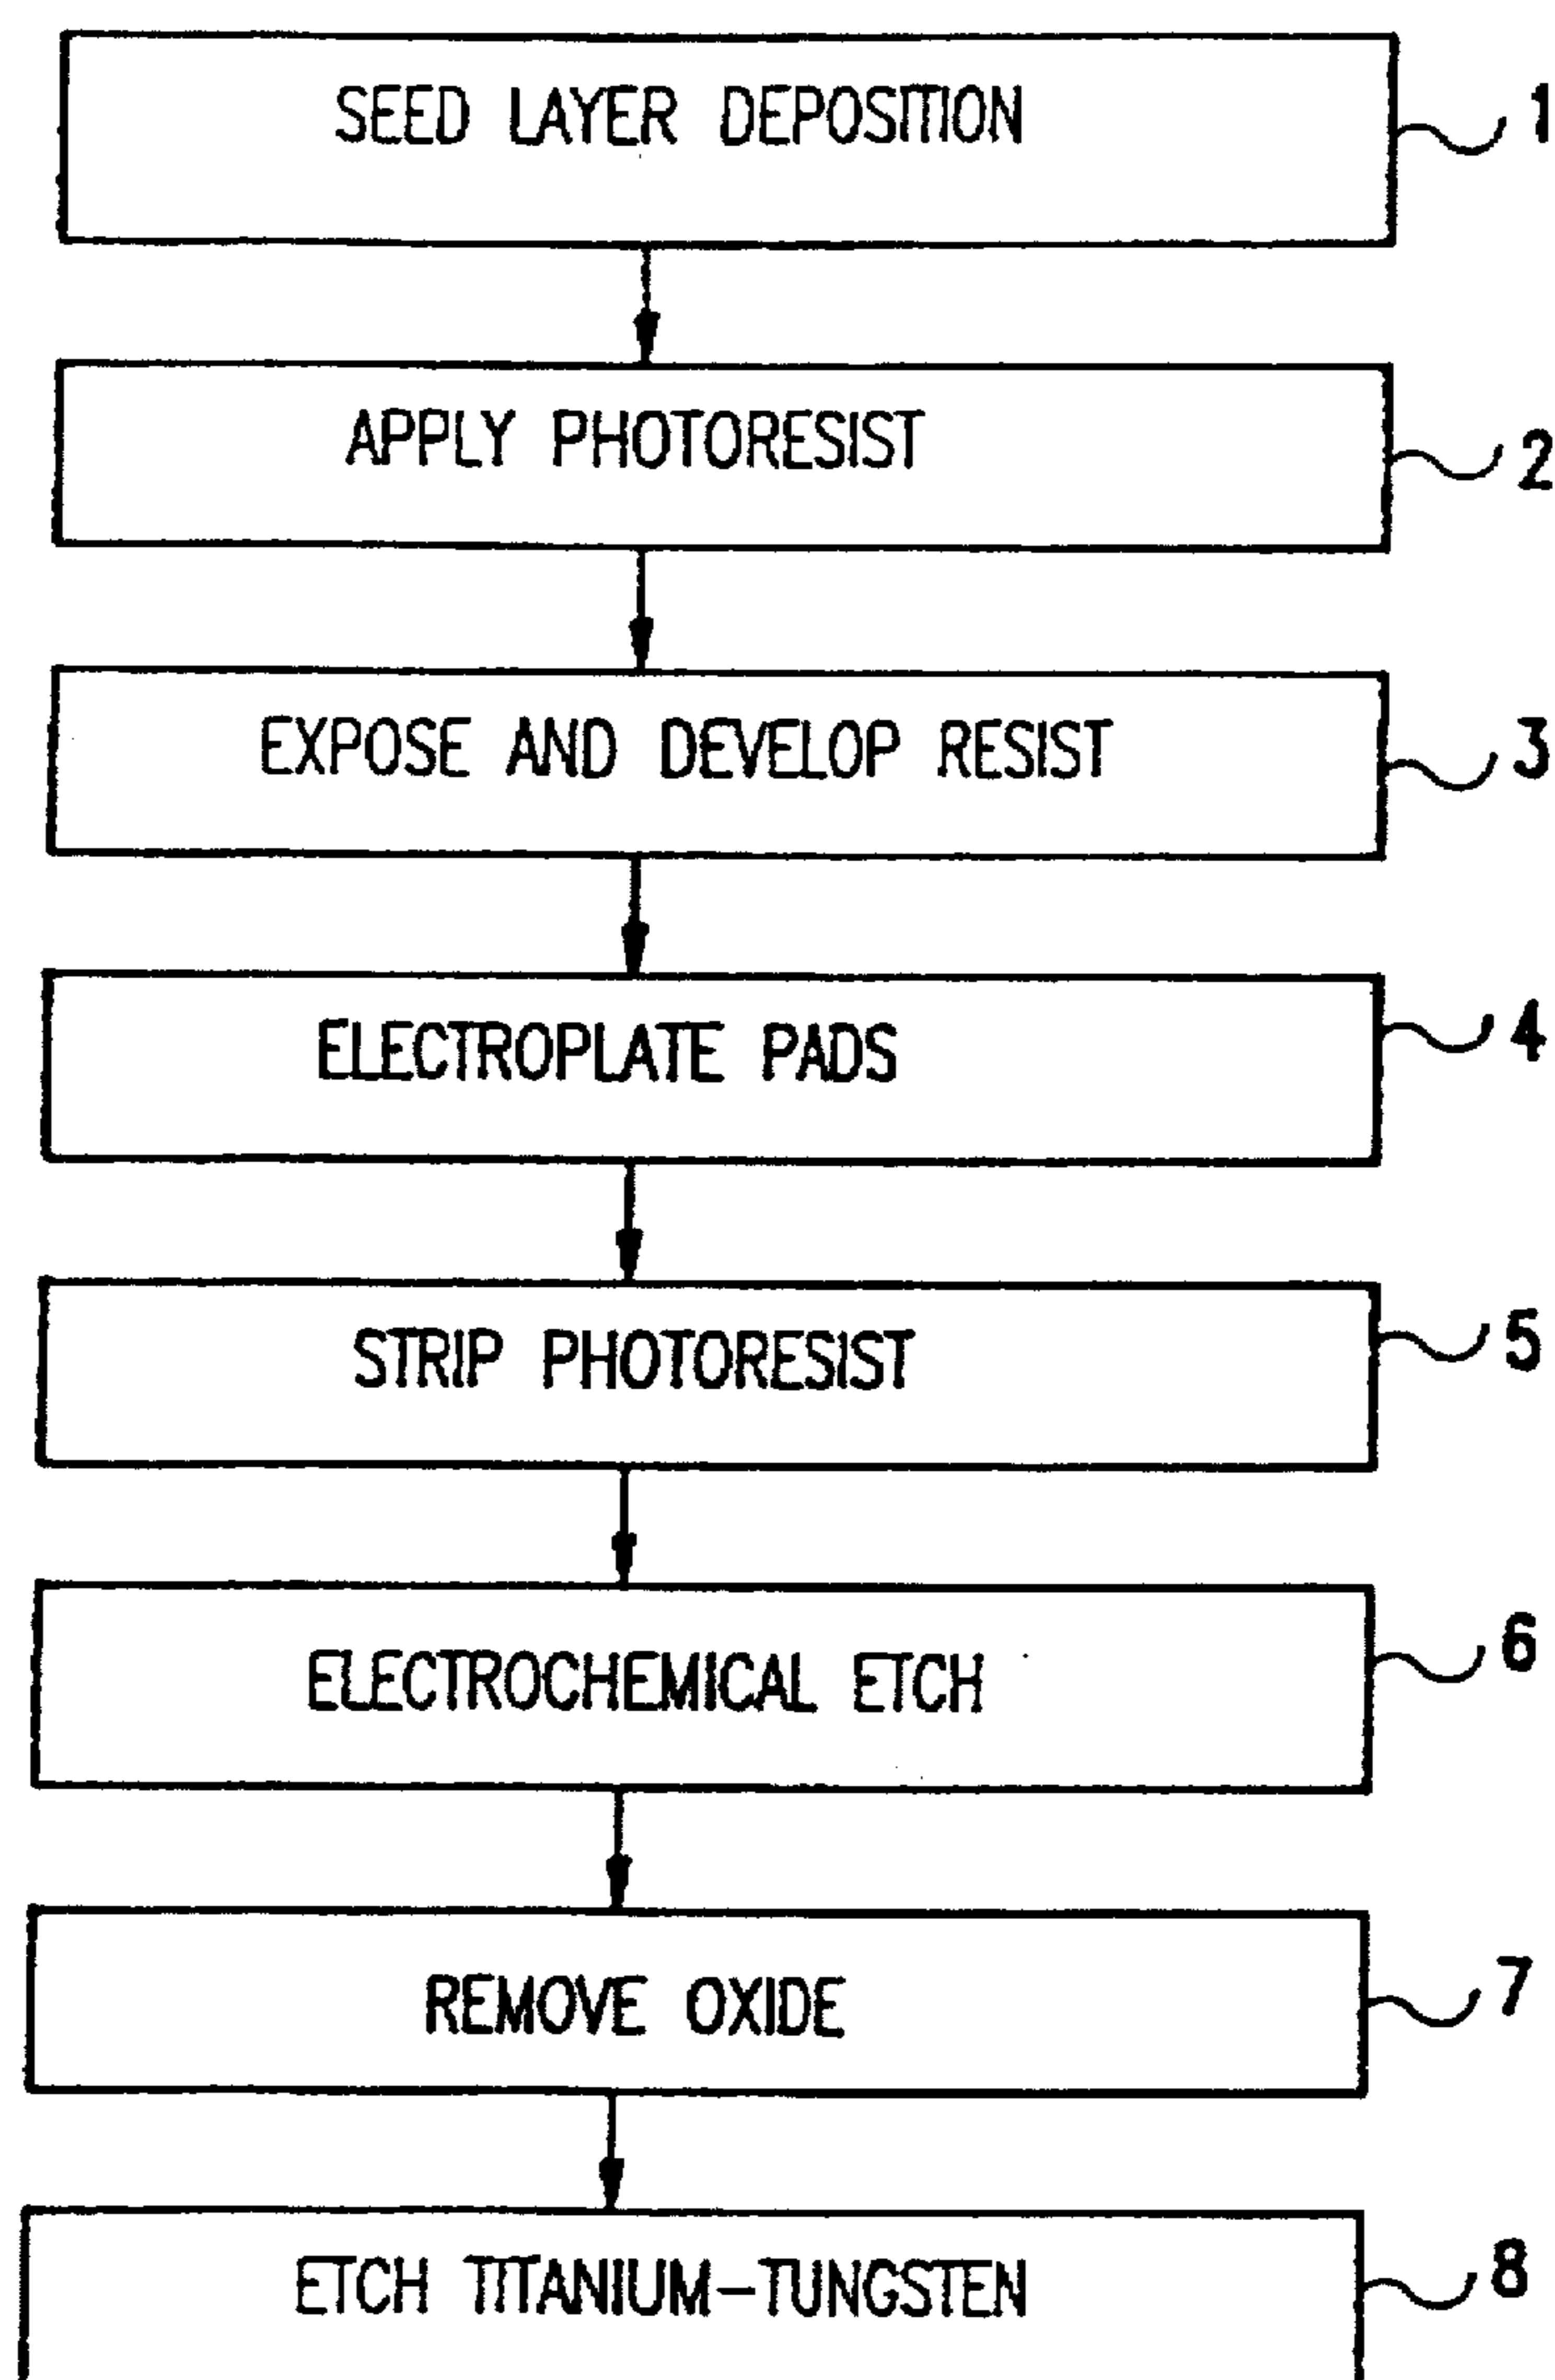 SEED LAYER DEPOSITION
1
APPLY PHOTORESIST
2
EXPOSE AND DEVELOP RESIST
3
ELECTROPLATE PADS
4
STRIP PHOTORESIST
5
ELECTROCHEMICAL ETCH
6
REMOVE OXIDE
7
ETCH TITANIUM-TUNGSTEN
8